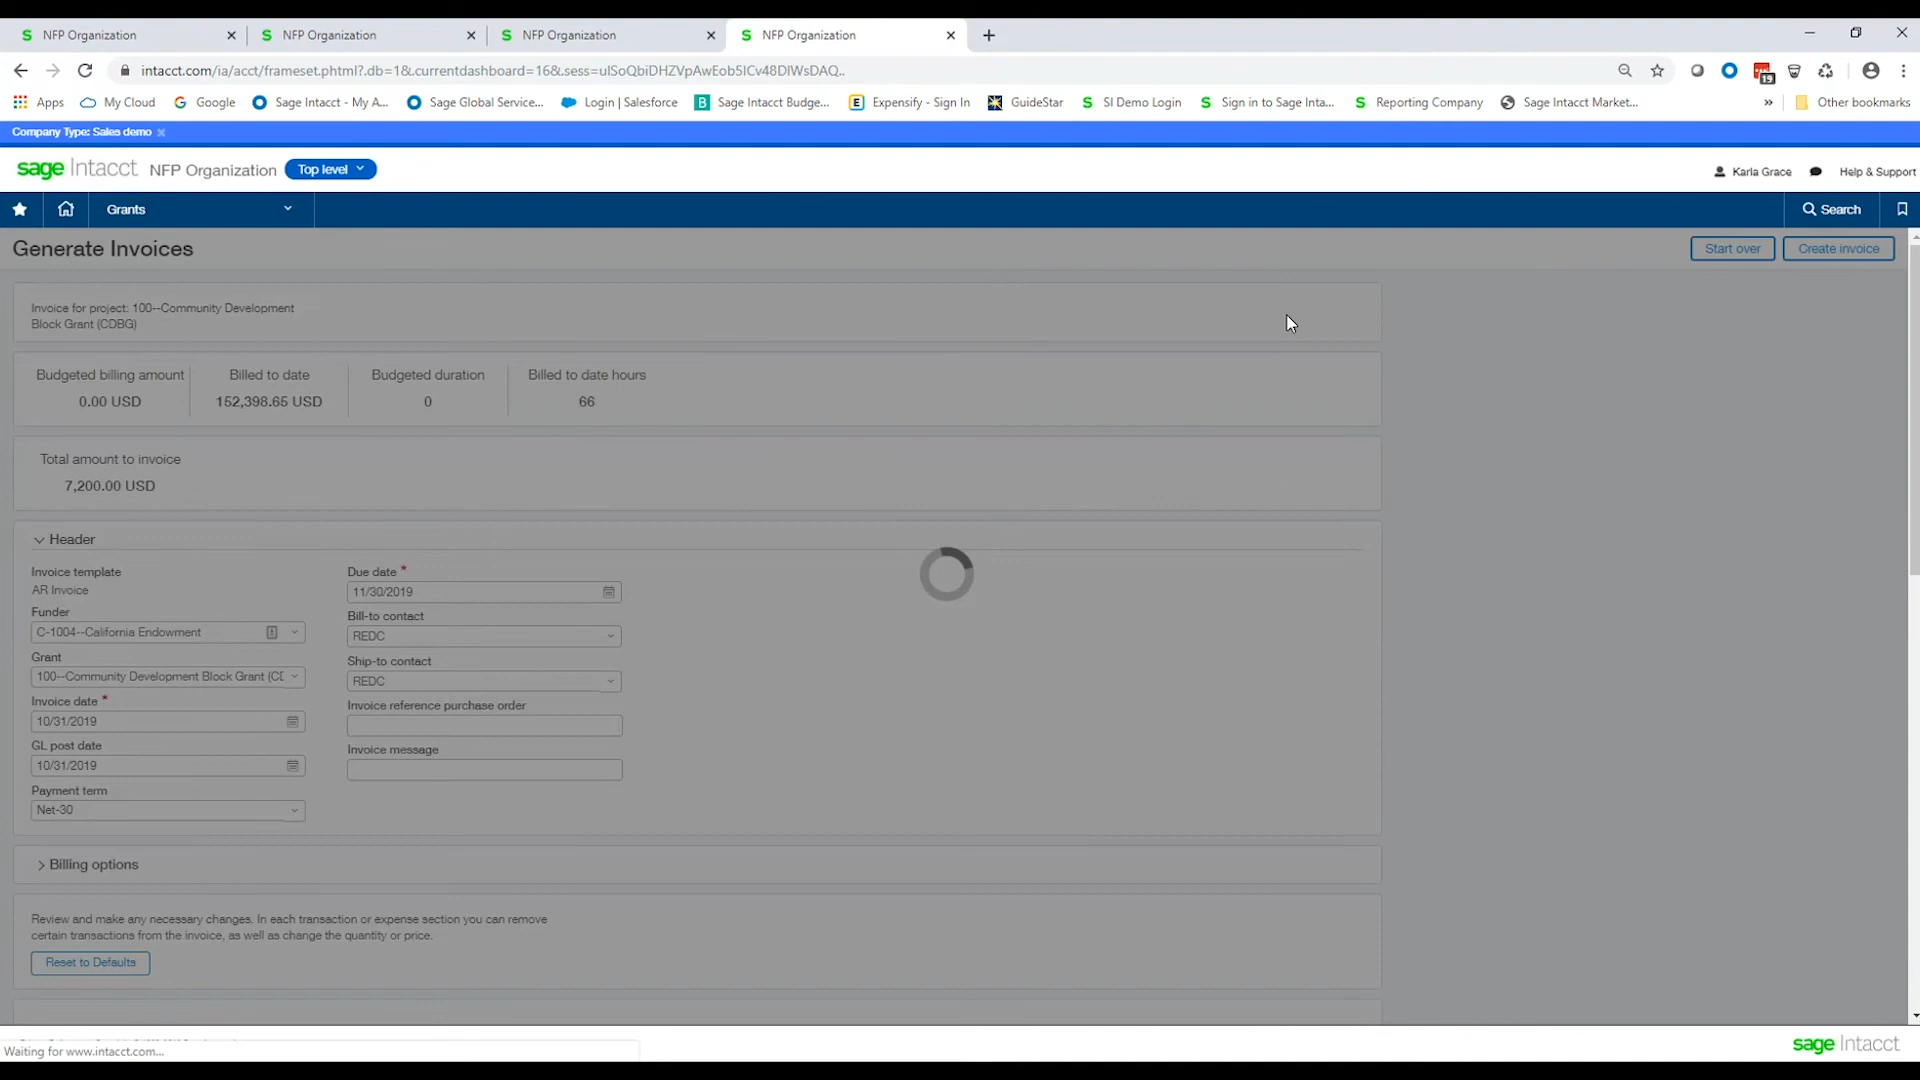 NFP Organization
NFP Organization
NFP Organization
NFP Organization
intacct.com/ia/acct/frameset.phtml?.db=1&.currentdashboard=16&.sess=ulSoQbiDHZVpAwEob5ICv48DlWsDAQ..
Apps
My Cloud
Google
Sage Intacct - My A...
Sage Global Service...
Login | Salesforce
Sage Intacct Budge...
Expensify - Sign In
GuideStar
SI Demo Login
Sign in to Sage Inta...
Reporting Company
Sage Intacct Market...
Other bookmarks
Company Type: Sales demo
sage Intacct NFP Organization Top level
Karla Grace
Help & Support
Grants
Search
Generate Invoices
Start over
Create invoice
Invoice for project: 100--Community Development
Block Grant (CDBG)
Budgeted billing amount
0.00 USD
Billed to date
152,398.65 USD
Budgeted duration
0
Billed to date hours
66
Total amount to invoice
7,200.00 USD
Header
Invoice template
AR Invoice
Funder
C-1004--California Endowment
Grant
100--Community Development Block Grant (CD
Invoice date *
10/31/2019
GL post date
10/31/2019
Payment term
Net-30
Due date *
11/30/2019
Bill-to contact
REDC
Ship-to contact
REDC
Invoice reference purchase order
Invoice message
Billing options
Review and make any necessary changes. In each transaction or expense section you can remove
certain transactions from the invoice, as well as change the quantity or price.
Reset to Defaults
Waiting for www.intacct.com...
sage Intacct